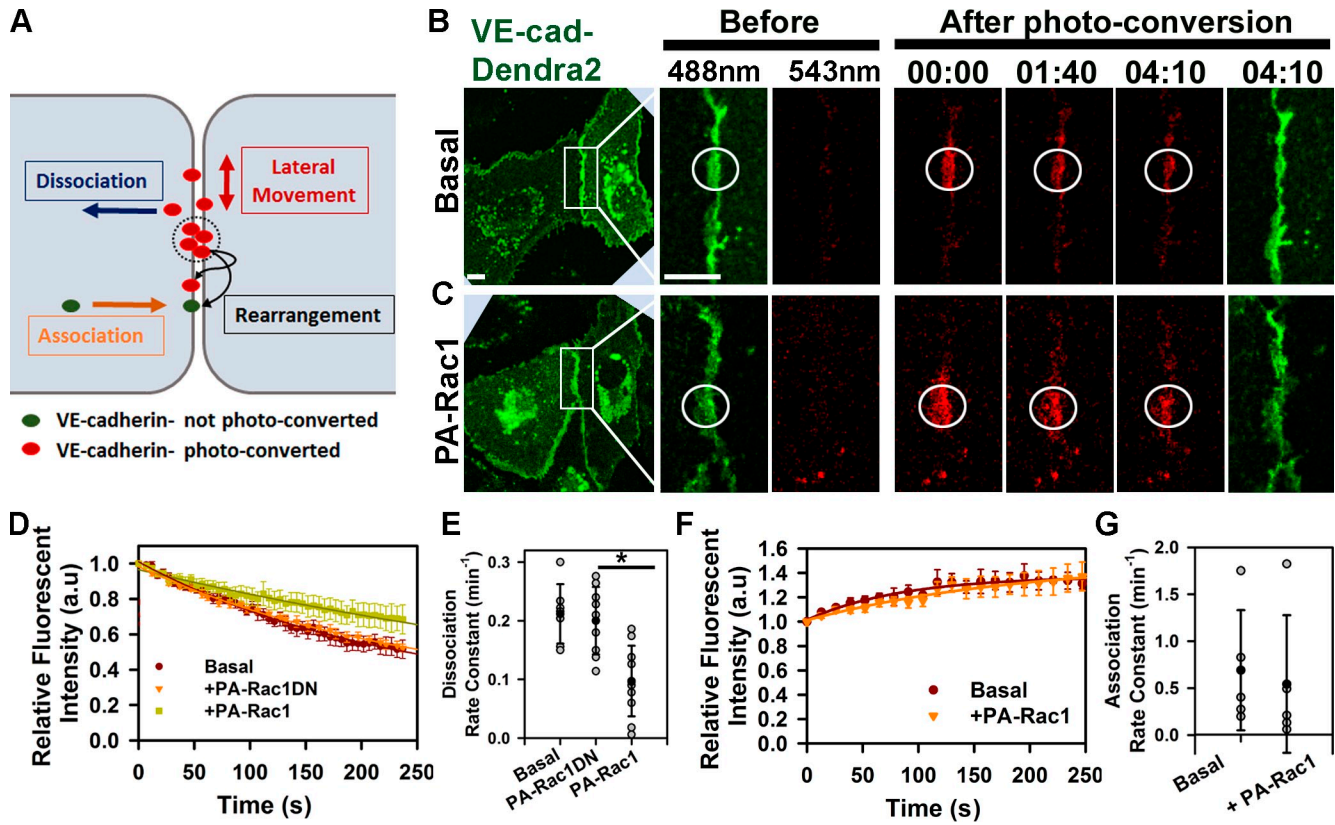 A
Dissociation
Lateral
Movement
Association
Rearrangement
VE-cadherin- not photo-converted
VE-cadherin- photo-converted
B
VE-cad-
Dendra2
Before
After photo-conversion
488nm
543nm
00:00
01:40
04:10
04:10
Basal
C
PA-Rac1
D
Relative Fluorescent
Intensity (a.u)
1.0
0.8
0.6
0.4
0.2
0.0
Basal
+PA-Rac1DN
+PA-Rac1
0
50
100
150
200
250
Time (s)
E
Dissociation
Rate Constant (min-1)
0.3
0.2
0.1
0.0
*
Basal
PA-Rac1DN
PA-Rac1
F
Relative Fluorescent
Intensity (a.u)
1.6
1.4
1.2
1.0
0.8
0.6
0.4
0.2
0.0
Basal
+PA-Rac1
0
50
100
150
200
250
Time (s)
G
Association
Rate Constant (min-1)
2.0
1.5
1.0
0.5
0.0
Basal
+ PA-Rac1